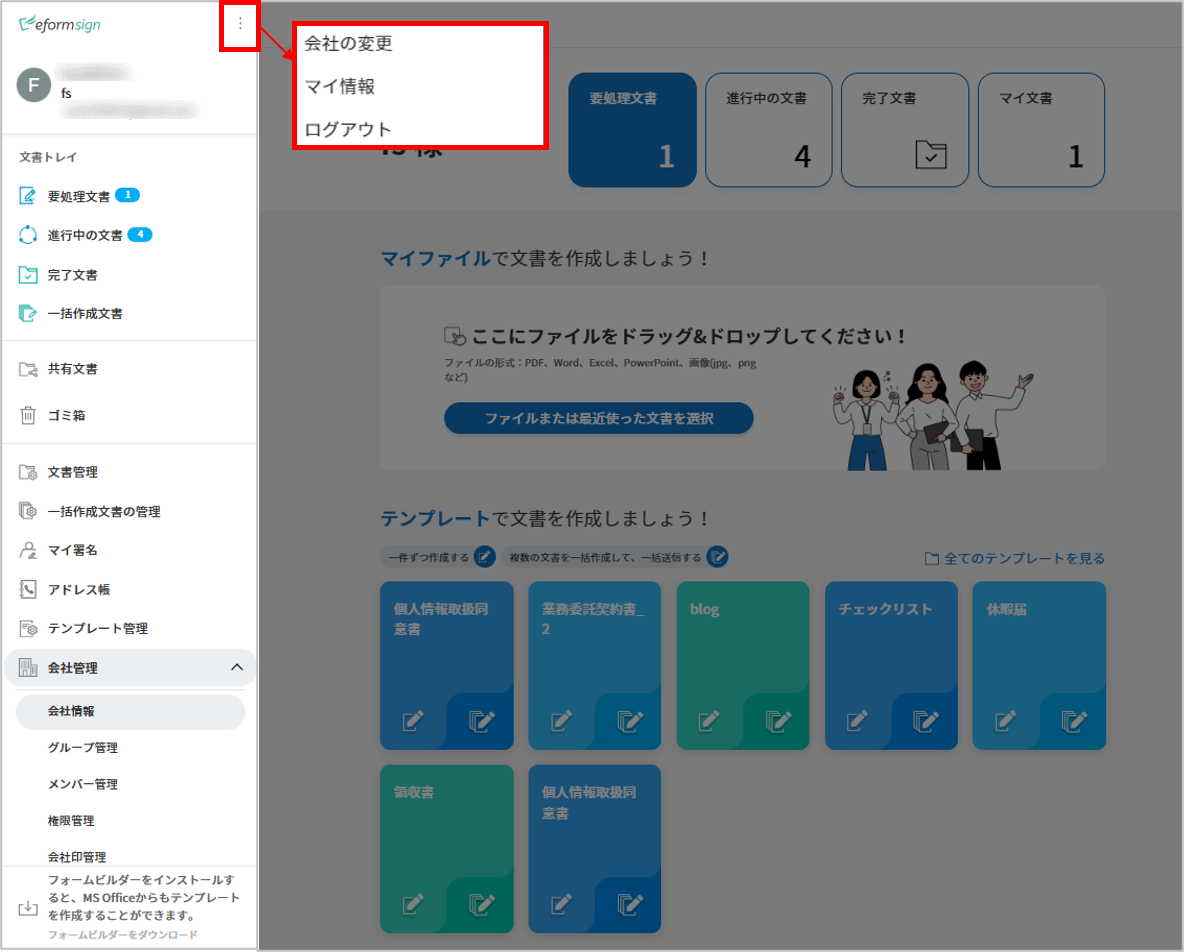 eformsign
F
fs
文書トレイ
要処理文書 1
進行中の文書 4
完了文書
一括作成文書
共有文書
ゴミ箱
文書管理
一括作成文書の管理
マイ署名
アドレス帳
テンプレート管理
会社管理
会社情報
グループ管理
メンバー管理
権限管理
会社印管理
フォームビルダーをインストールす
ると、MS Officeからもテンプレート
を作成することができます。
フォームビルダーをダウンロード
会社の変更
マイ情報
ログアウト
要処理文書
1
進行中の文書
4
完了文書
マイ文書
1
マイファイルで文書を作成しましょう！
ここにファイルをドラッグ&ドロップしてください！
ファイルの形式：PDF、Word、Excel、PowerPoint、画像(jpg、png
など)
ファイルまたは最近使った文書を選択
テンプレートで文書を作成しましょう！
一件ずつ作成する
複数の文書を一括作成して、一括送信する
全てのテンプレートを見る
個人情報取扱同
意書
業務委託契約書_
2
blog
チェックリスト
休暇届
領収書
個人情報取扱同
意書